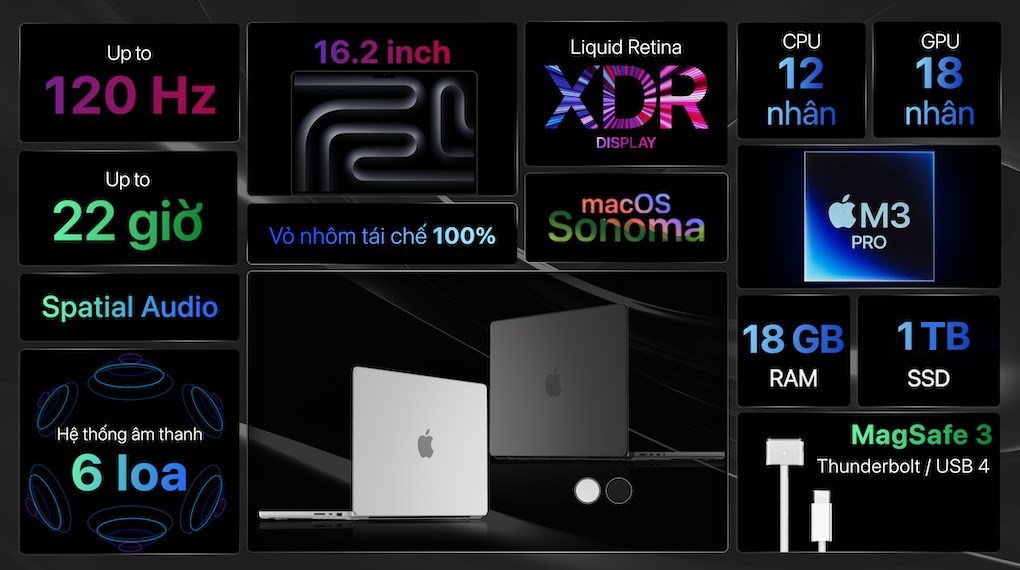 Up to
120 Hz
16.2 inch
Liquid Retina
XDR
DISPLAY
CPU
12
nhân
GPU
18
nhân
Up to
22 giờ
Vỏ nhôm tái chế 100%
macOS
Sonoma
M3
PRO
Spatial Audio
Hệ thống âm thanh
6 loa
18 GB
RAM
1 TB
SSD
MagSafe 3
Thunderbolt / USB 4